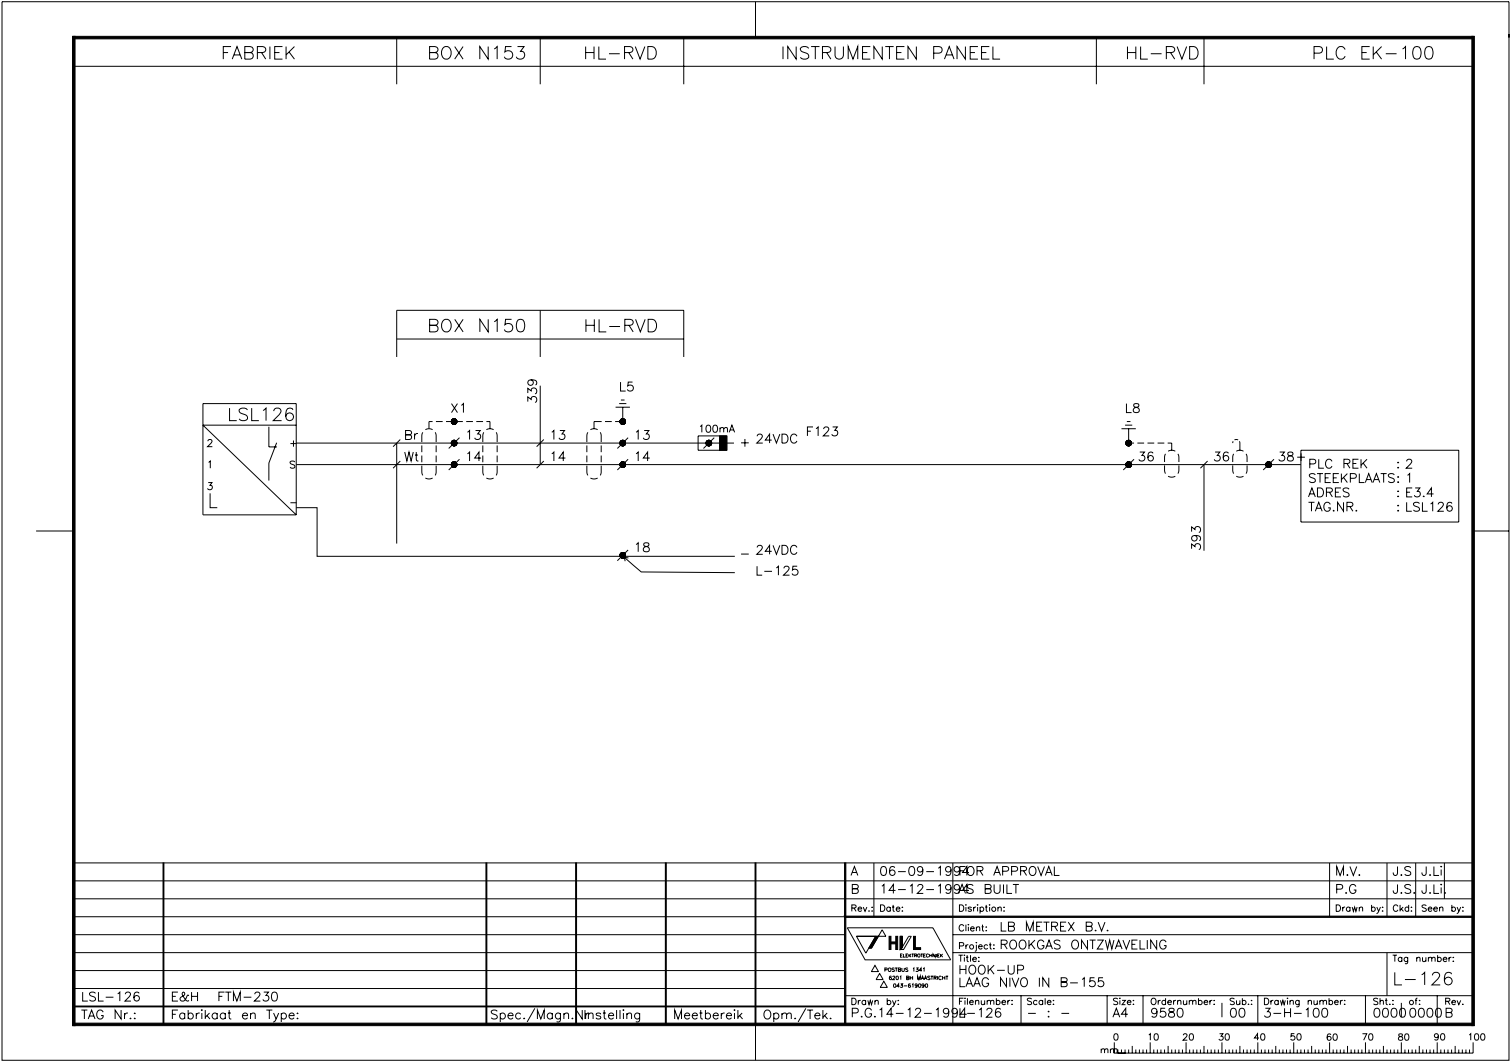 FABRIEK BOX N153 HL-RVD INSTRUMENTEN PANEEL HL-RVD PLC EK-100
BOX N150 HL-RVD
339 L5
X1 L8
LSL126
Br 13 13 13 100mA + 24VDC F123
2 +
Wt 14 14 14 36 36 38 +
1 S
3
L −
PLC REK : 2
STEEKPLAATS: 1
ADRES : E3.4
TAG.NR. : LSL126
393
18 − 24VDC
L-125
A 06-09-1994 FOR APPROVAL M.V. J.S J.Li
B 14-12-1994 AS BUILT P.G J.S. J.Li.
Rev.: Date: Disription: Drawn by: Ckd: Seen by:
HVL
ELEKTROTECHNIEK
POSTBUS 1341
6201 BH MAASTRICHT
043-619090
Client: LB METREX B.V.
Project: ROOKGAS ONTZWAVELING
Title:
HOOK-UP
LAAG NIVO IN B-155
Tag number:
L-126
LSL-126 E&H FTM-230
TAG Nr.: Fabrikaat en Type: Spec./Magn.Nr. Instelling Meetbereik Opm./Tek.
Drawn by: Filenumber: Scale: Size: Ordernumber: Sub.: Drawing number: Sht.: of: Rev.
P.G.14-12-1994 L-126 - : - A4 9580 00 3-H-100 0000 0000 B
0 10 20 30 40 50 60 70 80 90 100
mm